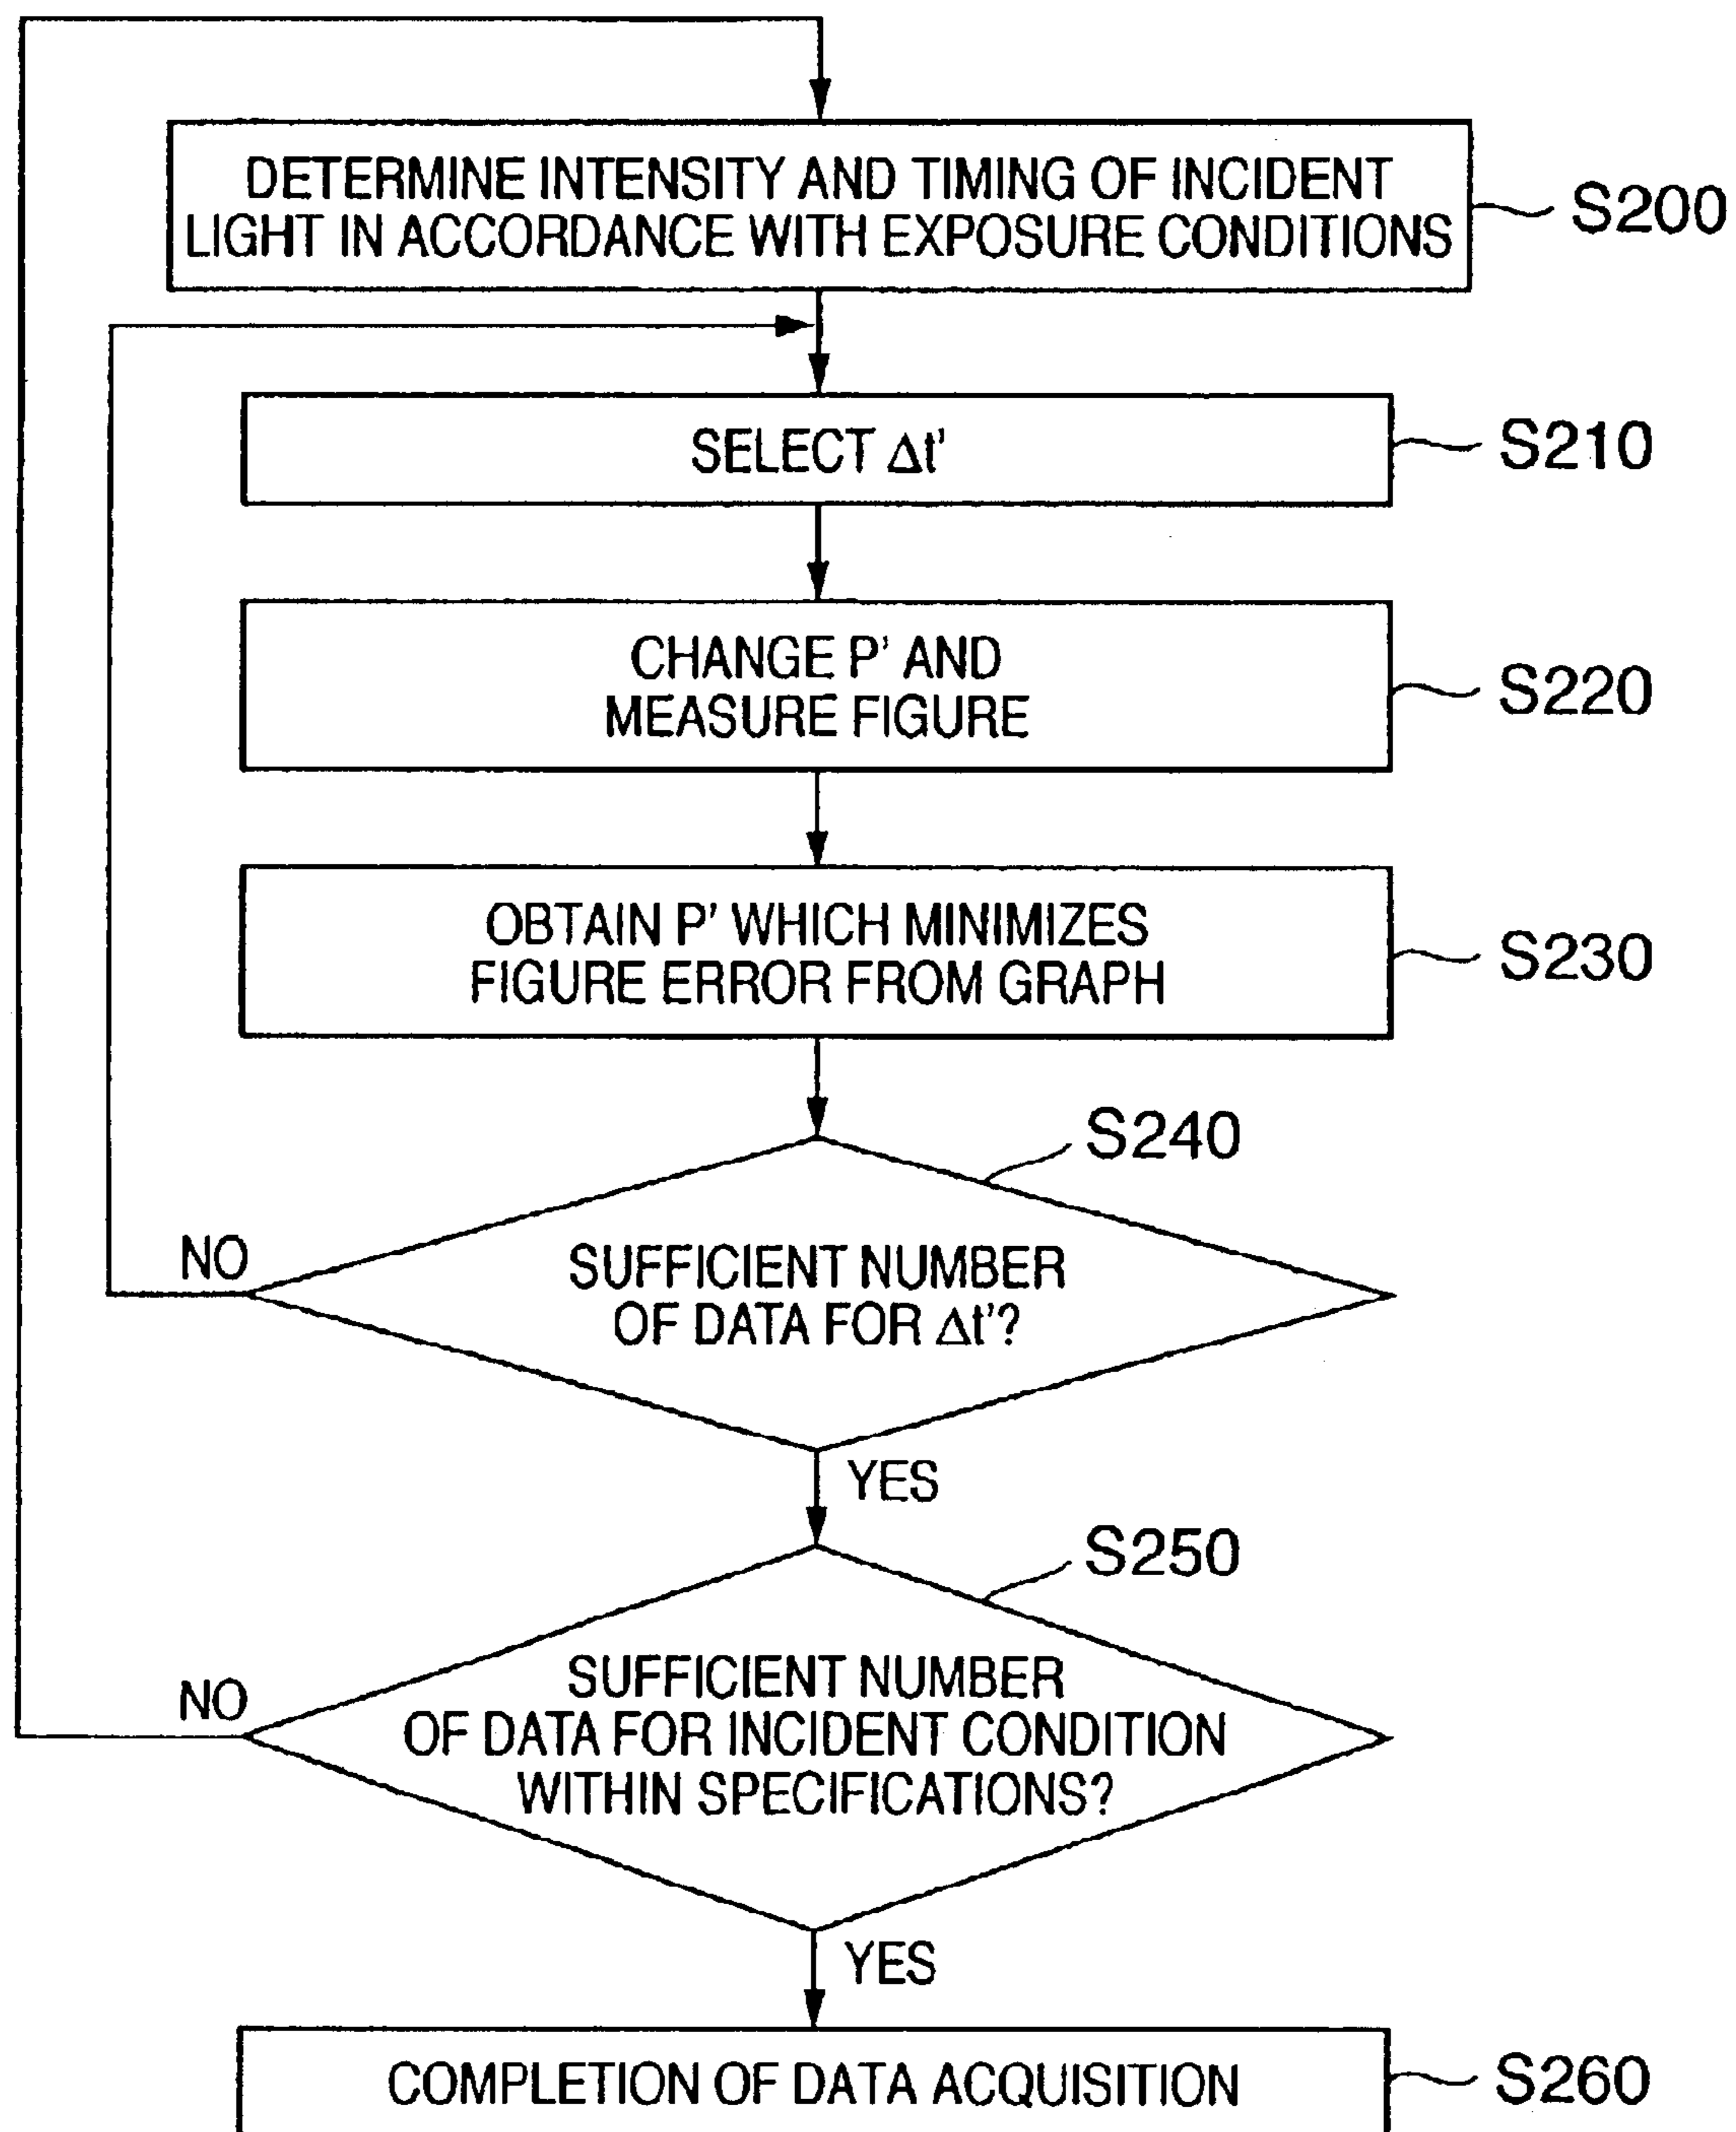 DETERMINE INTENSITY AND TIMING OF INCIDENT
LIGHT IN ACCORDANCE WITH EXPOSURE CONDITIONS
S200
SELECT Δt'
S210
CHANGE P' AND
MEASURE FIGURE
S220
OBTAIN P' WHICH MINIMIZES
FIGURE ERROR FROM GRAPH
S230
S240
NO
SUFFICIENT NUMBER
OF DATA FOR Δt'?
YES
S250
NO
SUFFICIENT NUMBER
OF DATA FOR INCIDENT CONDITION
WITHIN SPECIFICATIONS?
YES
COMPLETION OF DATA ACQUISITION
S260